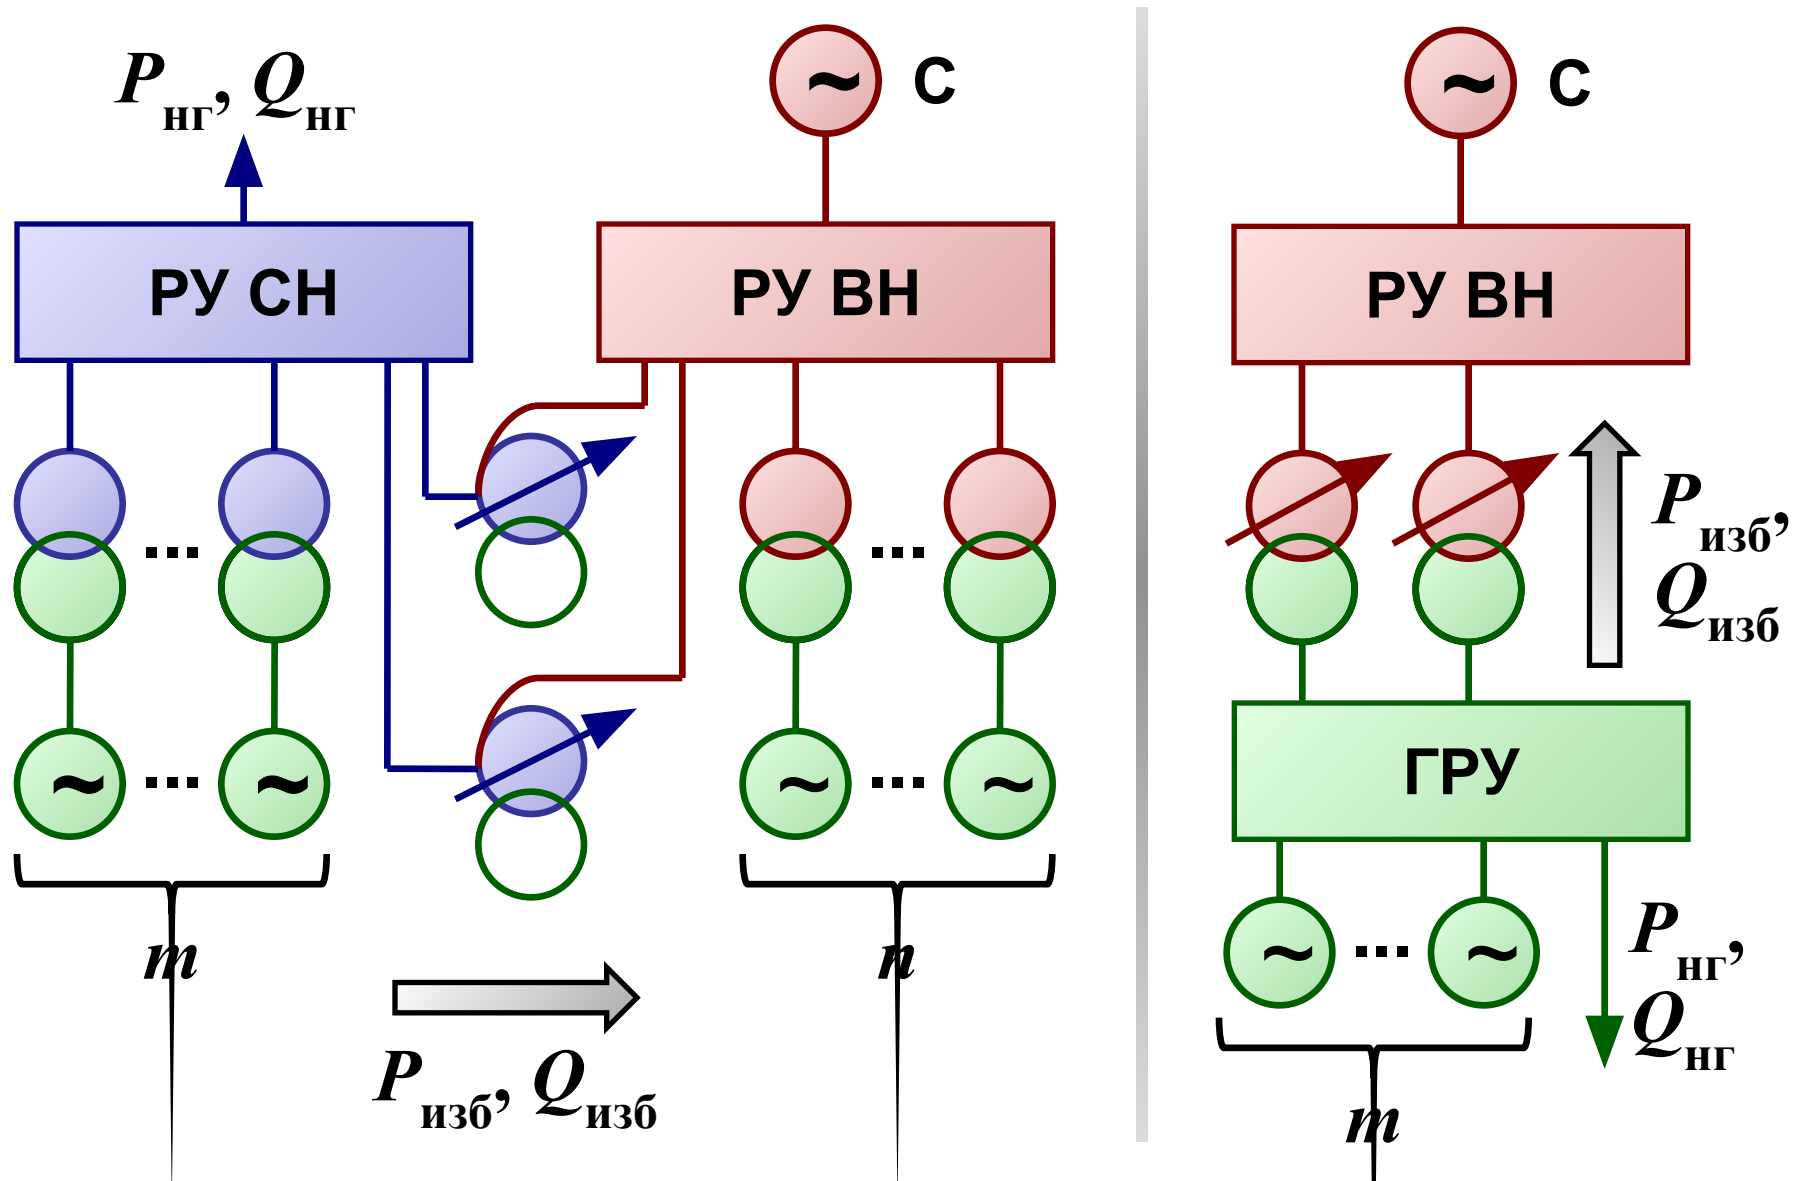 Pнг, Qнг
С
РУ СН
РУ ВН
~ ... ~
~ ... ~
m
n
Pизб, Qизб
С
РУ ВН
Pизб,
Qизб
ГРУ
~ ... ~
Pнг,
Qнг
m